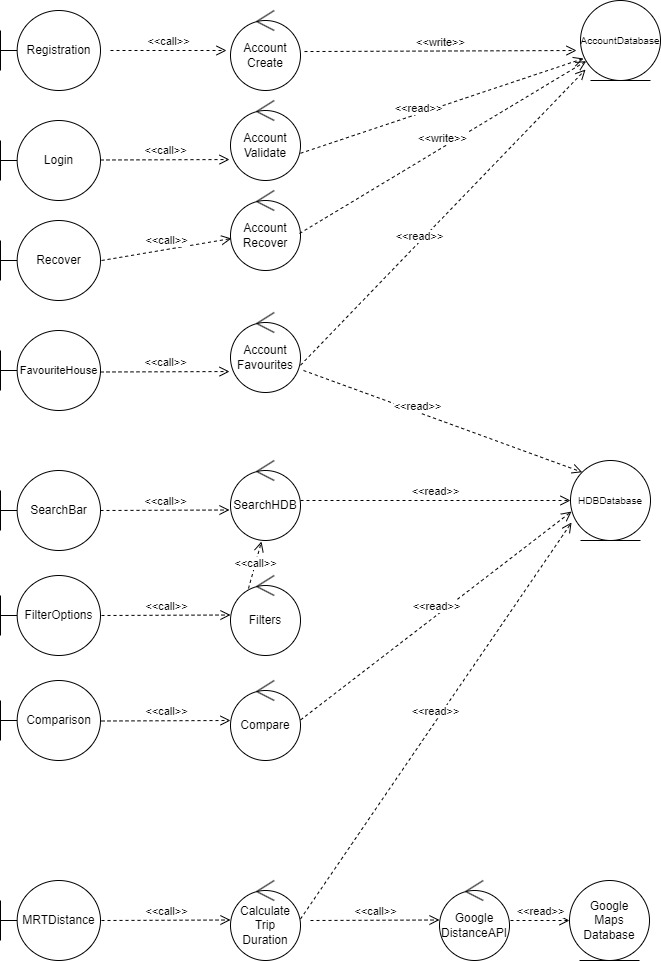 Registration
<<call>>
Account
Create
<<write>>
AccountDatabase
Login
<<call>>
Account
Validate
<<read>>
Recover
<<call>>
Account
Recover
<<write>>
FavouriteHouse
<<call>>
Account
Favourites
<<read>>
<<read>>
SearchBar
<<call>>
SearchHDB
<<read>>
HDBDatabase
<<call>>
FilterOptions
<<call>>
Filters
Comparison
<<call>>
Compare
<<read>>
<<read>>
MRTDistance
<<call>>
Calculate
Trip
Duration
<<call>>
Google
DistanceAPI
<<read>>
Google
Maps
Database